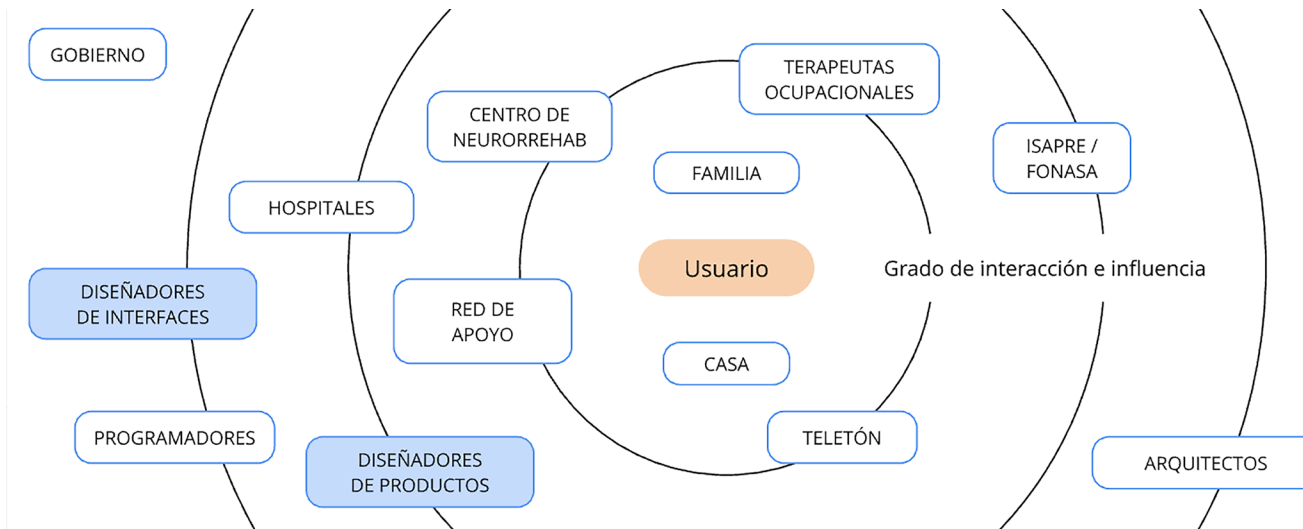 GOBIERNO
TERAPEUTAS
OCUPACIONALES
CENTRO DE
NEURORREHAB
ISAPRE /
FONASA
FAMILIA
HOSPITALES
Usuario
Grado de interacción e influencia
DISEÑADORES
DE INTERFACES
RED DE
APOYO
CASA
PROGRAMADORES
TELETÓN
DISEÑADORES
DE PRODUCTOS
ARQUITECTOS